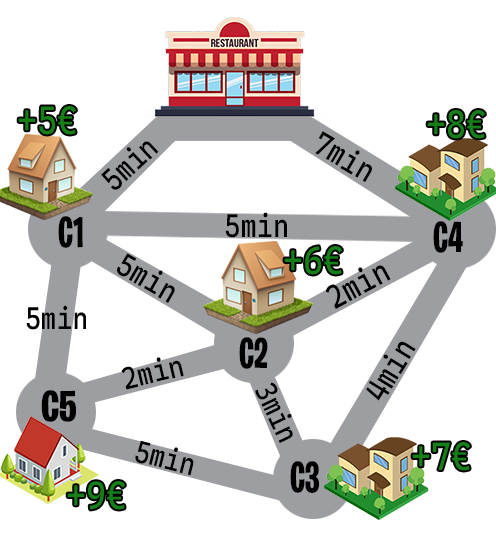 RESTAURANT
+5€
+8€
5min
7min
C1
5min
C4
+6€
5min
2min
5min
C2
2min
4min
C5
3min
5min
C3
+7€
+9€